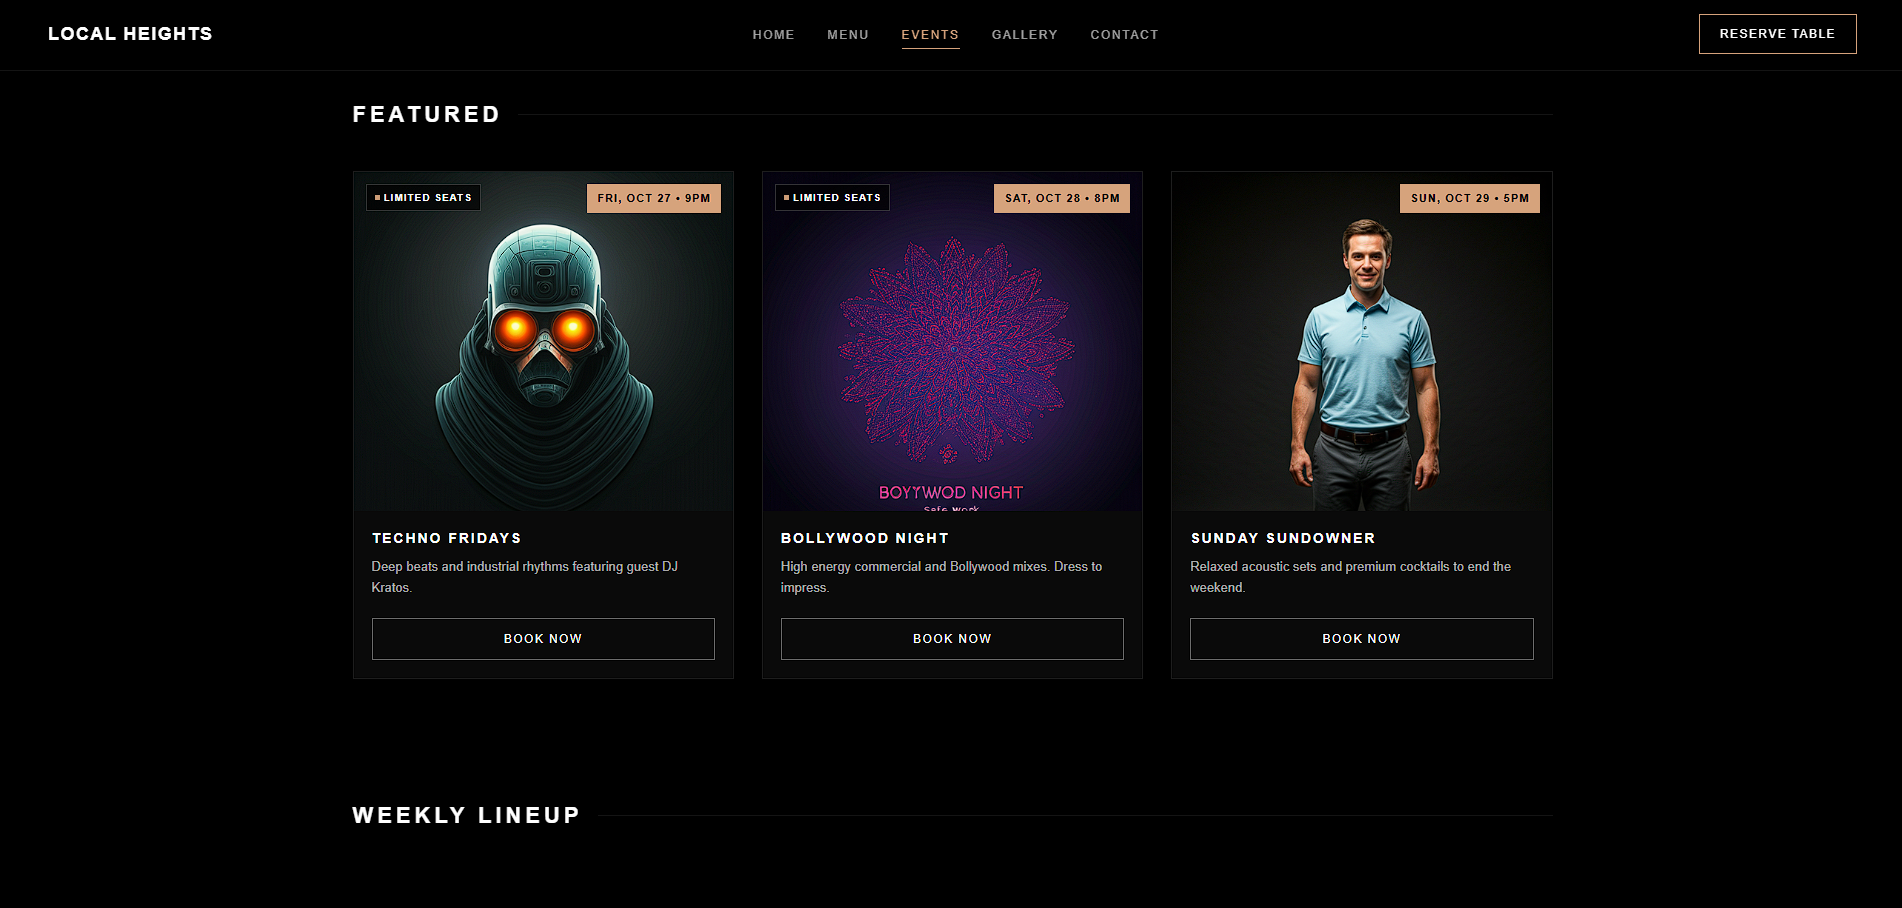 LOCAL HEIGHTS
HOME MENU EVENTS GALLERY CONTACT
RESERVE TABLE
FEATURED
LIMITED SEATS
FRI, OCT 27 • 9PM
TECHNO FRIDAYS
Deep beats and industrial rhythms featuring guest DJ
Kratos.
BOOK NOW
LIMITED SEATS
SAT, OCT 28 • 8PM
BOYYWOD NIGHT
Safe Work
BOLLYWOOD NIGHT
High energy commercial and Bollywood mixes. Dress to
impress.
BOOK NOW
SUN, OCT 29 • 5PM
SUNDAY SUNDOWNER
Relaxed acoustic sets and premium cocktails to end the
weekend.
BOOK NOW
WEEKLY LINEUP